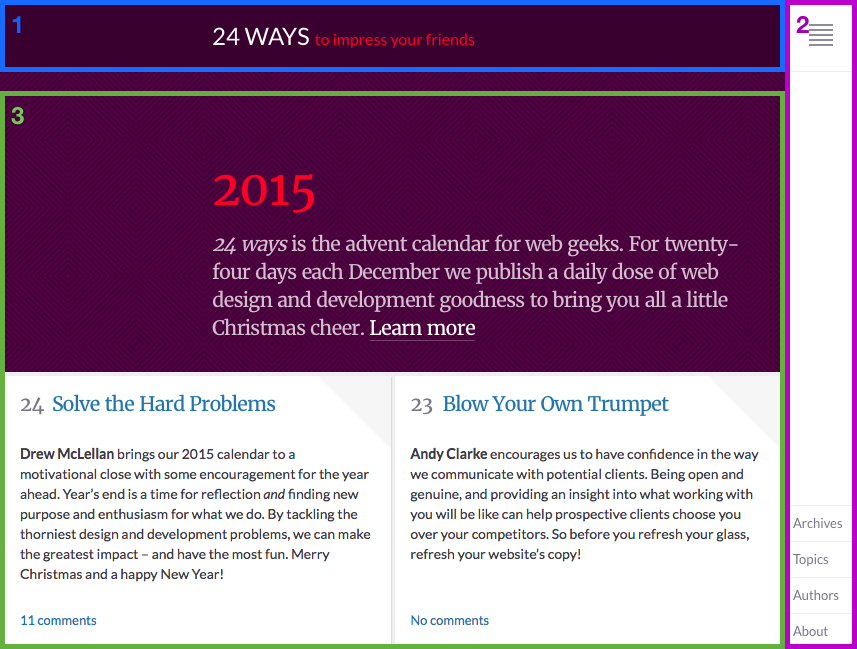 1
24 WAYS to impress your friends
2
3
2015
24 ways is the advent calendar for web geeks. For twenty-
four days each December we publish a daily dose of web
design and development goodness to bring you all a little
Christmas cheer. Learn more
24 Solve the Hard Problems
Drew McLellan brings our 2015 calendar to a
motivational close with some encouragement for the year
ahead. Year’s end is a time for reflection and finding new
purpose and enthusiasm for what we do. By tackling the
thorniest design and development problems, we can make
the greatest impact – and have the most fun. Merry
Christmas and a happy New Year!
11 comments
23 Blow Your Own Trumpet
Andy Clarke encourages us to have confidence in the way
we communicate with potential clients. Being open and
genuine, and providing an insight into what working with
you will be like can help prospective clients choose you
over your competitors. So before you refresh your glass,
refresh your website’s copy!
No comments
Archives
Topics
Authors
About